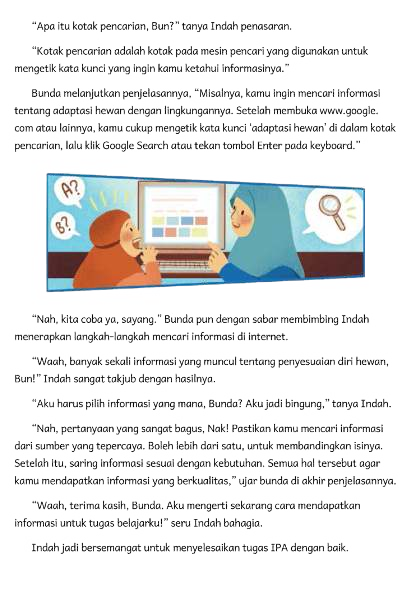 “Apa itu kotak pencarian, Bun?” tanya Indah penasaran.
“Kotak pencarian adalah kotak pada mesin pencari yang digunakan untuk
mengetik kata kunci yang ingin kamu ketahui informasinya.”
Bunda melanjutkan penjelasannya, “Misalnya, kamu ingin mencari informasi
tentang adaptasi hewan dengan lingkungannya. Setelah membuka www.google.
com atau lainnya, kamu cukup mengetik kata kunci ‘adaptasi hewan’ di dalam kotak
pencarian, lalu klik Google Search atau tekan tombol Enter pada keyboard.”
A?
B?
“Nah, kita coba ya, sayang.” Bunda pun dengan sabar membimbing Indah
menerapkan langkah-langkah mencari informasi di internet.
“Waah, banyak sekali informasi yang muncul tentang penyesuaian diri hewan,
Bun!” Indah sangat takjub dengan hasilnya.
“Aku harus pilih informasi yang mana, Bunda? Aku jadi bingung,” tanya Indah.
“Nah, pertanyaan yang sangat bagus, Nak! Pastikan kamu mencari informasi
dari sumber yang tepercaya. Boleh lebih dari satu, untuk membandingkan isinya.
Setelah itu, saring informasi sesuai dengan kebutuhan. Semua hal tersebut agar
kamu mendapatkan informasi yang berkualitas,” ujar bunda di akhir penjelasannya.
“Waah, terima kasih, Bunda. Aku mengerti sekarang cara mendapatkan
informasi untuk tugas belajarku!” seru Indah bahagia.
Indah jadi bersemangat untuk menyelesaikan tugas IPA dengan baik.